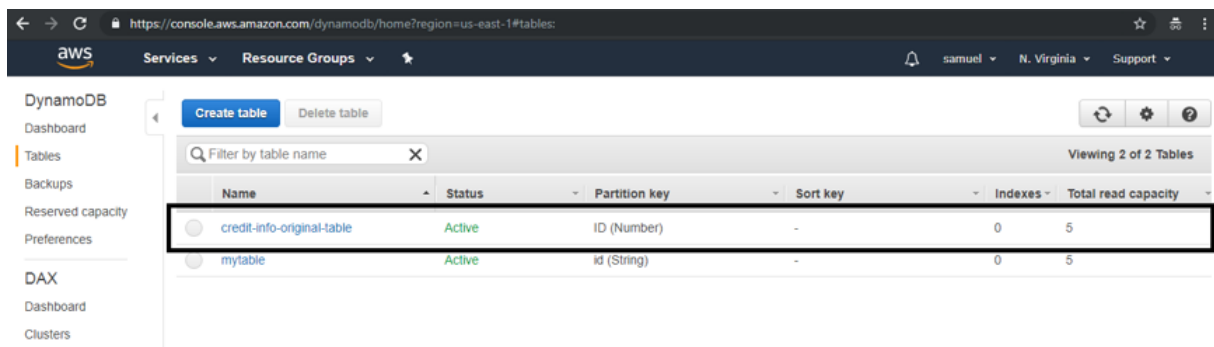 https://console.aws.amazon.com/dynamodb/home?region=us-east-1#tables:
aws Services Resource Groups samuel N. Virginia Support
DynamoDB
Dashboard
Tables
Backups
Reserved capacity
Preferences
DAX
Dashboard
Clusters
Create table Delete table
Filter by table name Viewing 2 of 2 Tables
Name Status Partition key Sort key Indexes Total read capacity
credit-info-original-table Active ID (Number) - 0 5
mytable Active id (String) - 0 5